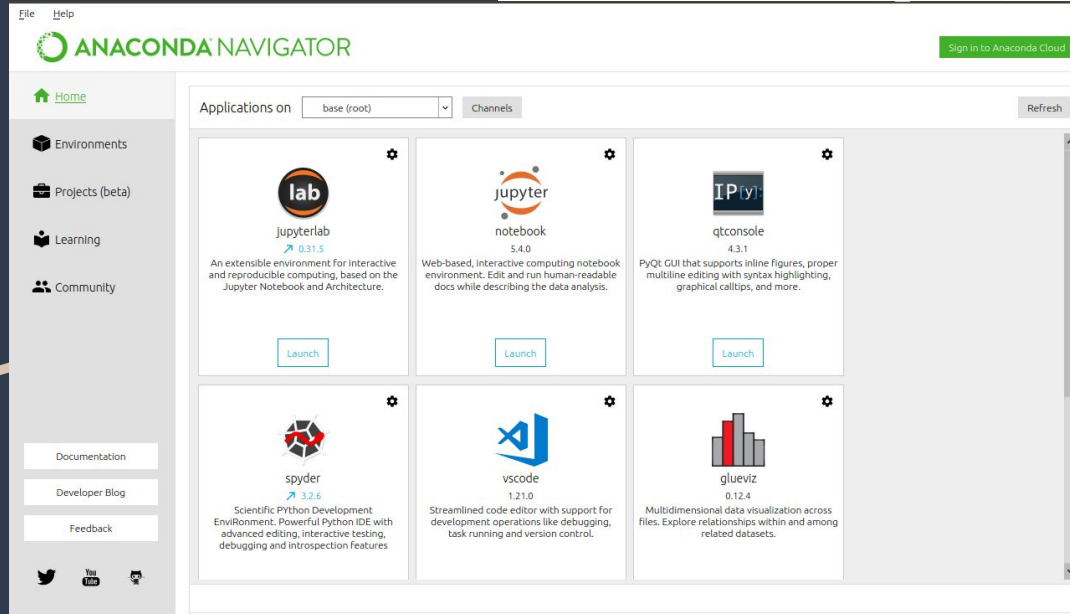 File Help
ANACONDA NAVIGATOR
Sign in to Anaconda Cloud
Home
Environments
Projects (beta)
Learning
Community
Documentation
Developer Blog
Feedback
You
Tube
Applications on base (root) Channels Refresh
lab
jupyterlab
0.31.5
An extensible environment for interactive
and reproducible computing, based on the
Jupyter Notebook and Architecture.
Launch
jupyter
notebook
5.4.0
Web-based, interactive computing notebook
environment. Edit and run human-readable
docs while describing the data analysis.
Launch
IP[y]:
qtconsole
4.3.1
PyQt GUI that supports inline figures, proper
multiline editing with syntax highlighting,
graphical calltips, and more.
Launch
spyder
3.2.6
Scientific PYthon Development
EnviRonment. Powerful Python IDE with
advanced editing, interactive testing,
debugging and introspection features
vscode
1.21.0
Streamlined code editor with support for
development operations like debugging,
task running and version control.
glueviz
0.12.4
Multidimensional data visualization across
files. Explore relationships within and among
related datasets.